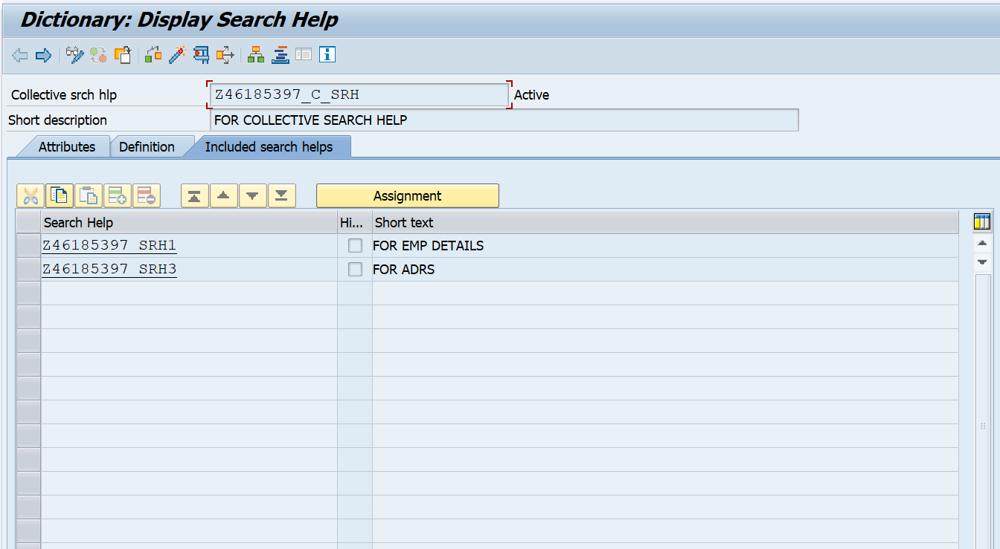 Dictionary: Display Search Help
Collective srch hlp Z46185397_C_SRH Active
Short description FOR COLLECTIVE SEARCH HELP
Attributes Definition Included search helps
Assignment
Search Help Hi... Short text
Z46185397_SRH1 FOR EMP DETAILS
Z46185397_SRH3 FOR ADRS